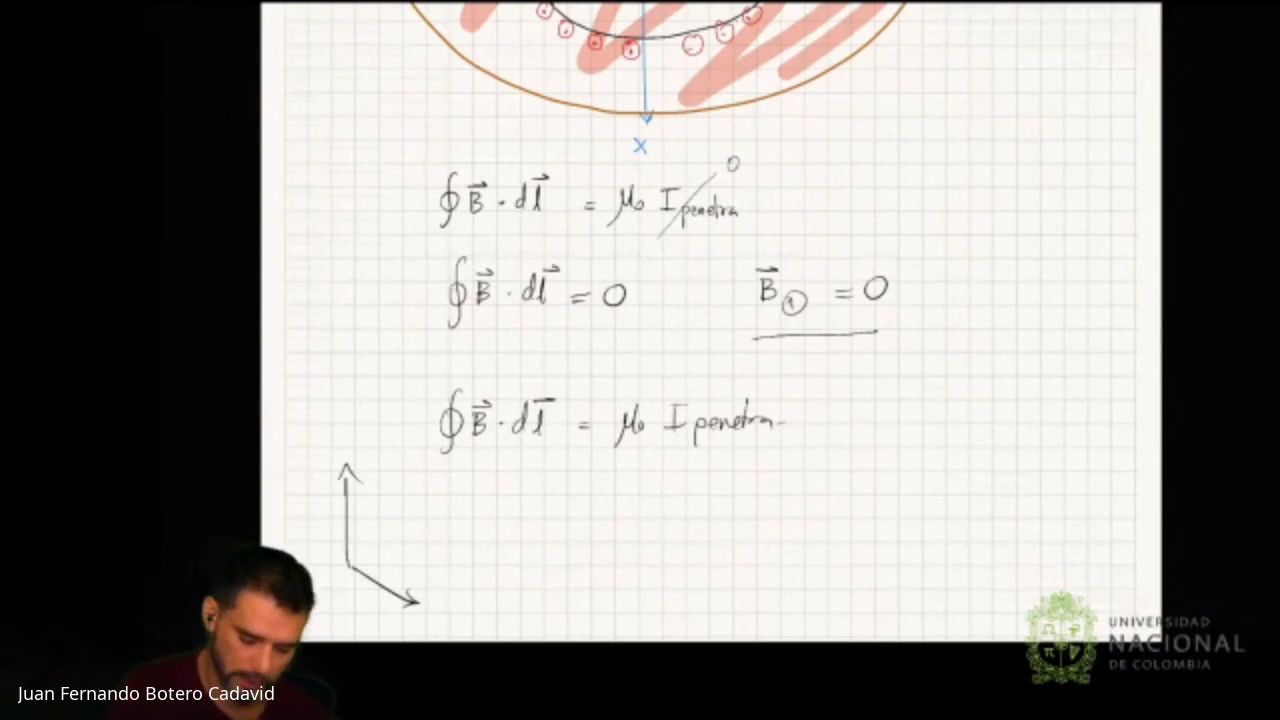 x
∮ B⃗ · dl⃗ = μ₀ I penetra 0
∮ B⃗ · dl⃗ = 0 B⃗① = 0
∮ B⃗ · dl⃗ = μ₀ I penetra
UNIVERSIDAD
NACIONAL
DE COLOMBIA
Juan Fernando Botero Cadavid